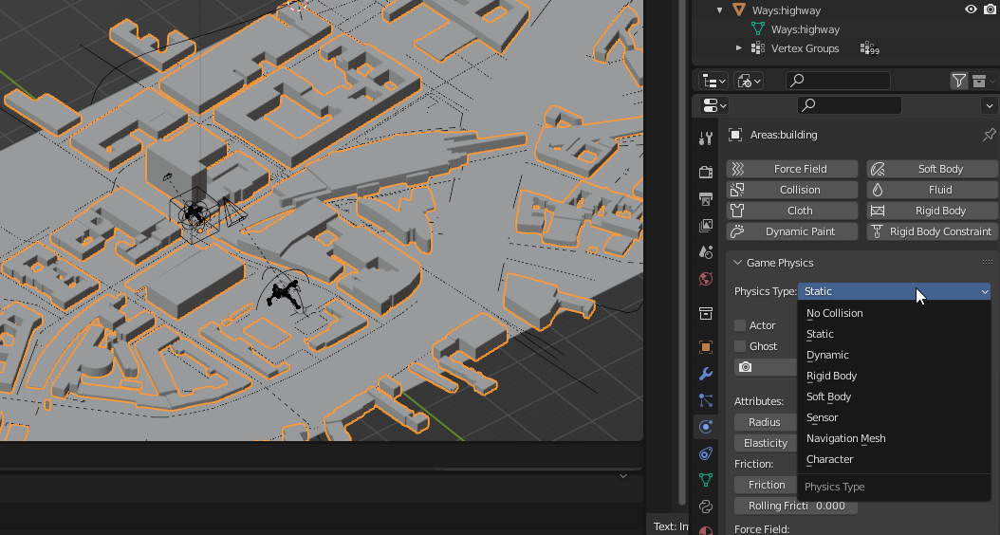 Ways:highway
Ways:highway
Vertex Groups
99
Areas:building
Force Field
Soft Body
Collision
Fluid
Cloth
Rigid Body
Dynamic Paint
Rigid Body Constraint
Game Physics
Physics Type: Static
No Collision
Actor
Static
Ghost
Dynamic
Rigid Body
Soft Body
Attributes:
Sensor
Radius
Navigation Mesh
Elasticity
Character
Friction:
Friction
Physics Type
Rolling Fricti 0.000
Text: In
Force Field: